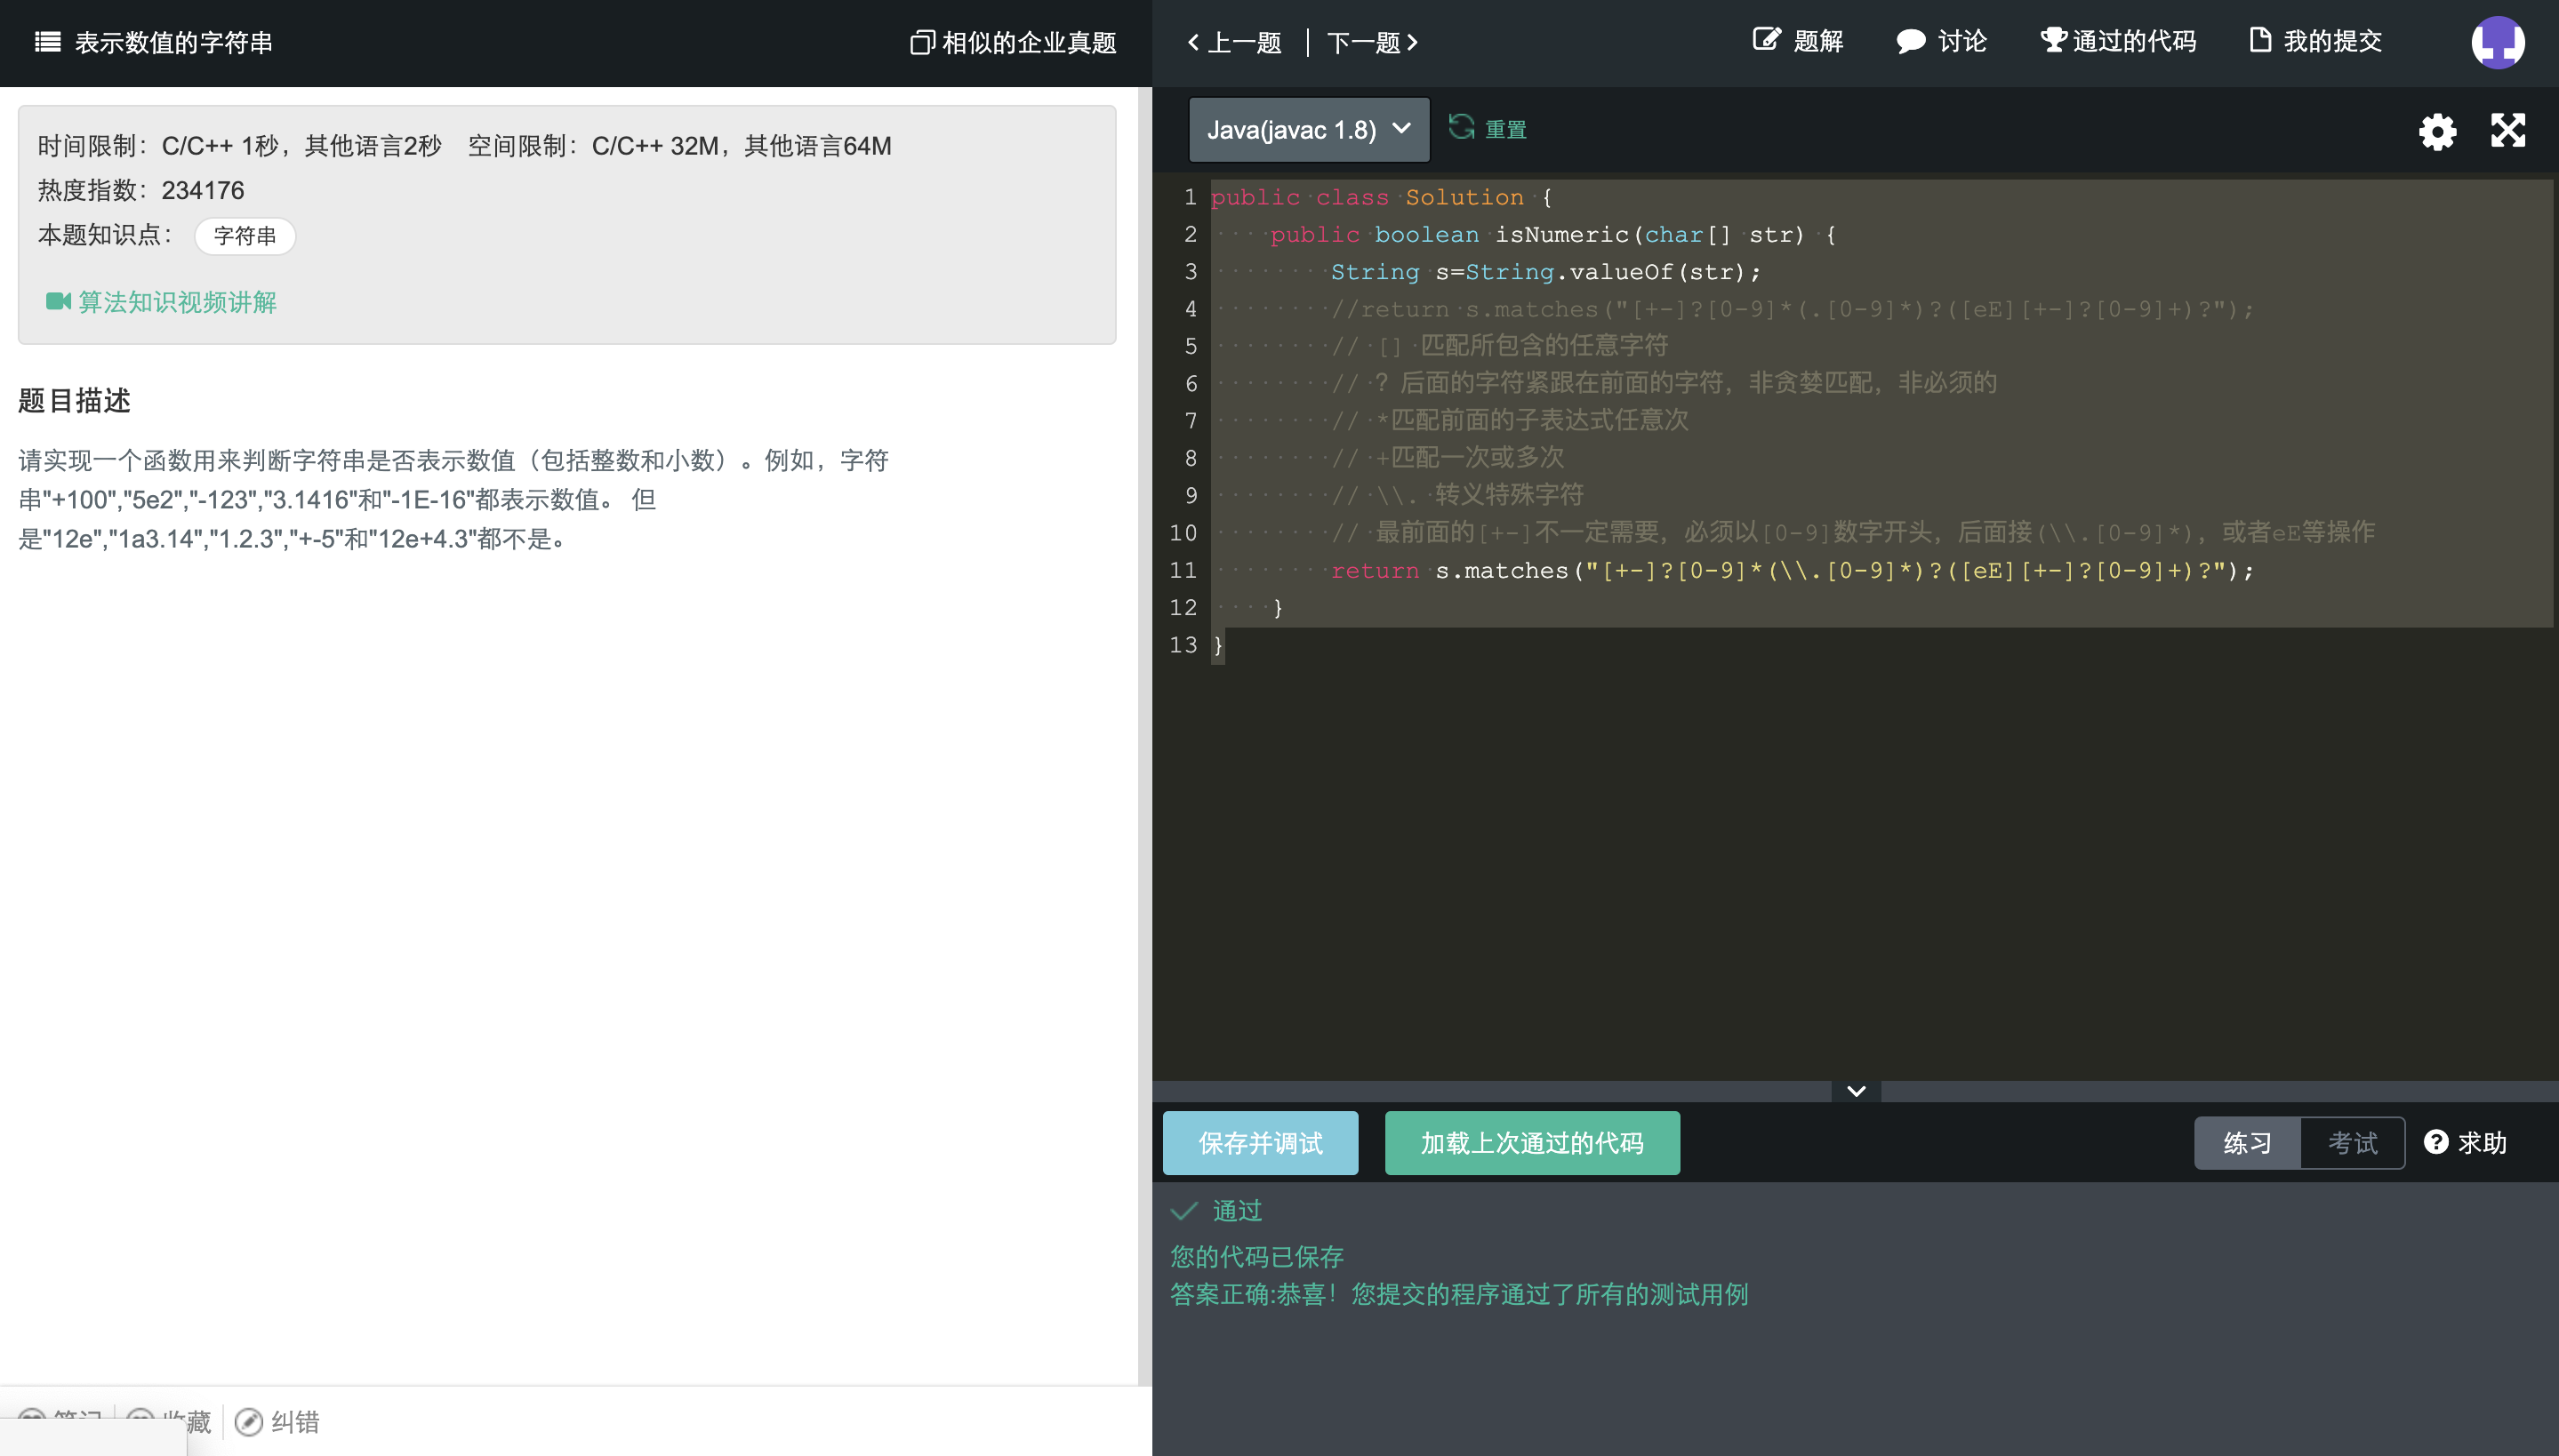 表示数值的字符串
相似的企业真题
上一题
下一题
题解
讨论
通过的代码
我的提交
时间限制：C/C++ 1秒，其他语言2秒 空间限制：C/C++ 32M，其他语言64M
热度指数：234176
本题知识点：
字符串
算法知识视频讲解
题目描述
请实现一个函数用来判断字符串是否表示数值（包括整数和小数）。例如，字符
串"+100","5e2","-123","3.1416"和"-1E-16"都表示数值。 但
是"12e","1a3.14","1.2.3","+-5"和"12e+4.3"都不是。
笔记
收藏
纠错
Java(javac 1.8)
重置
1 public class Solution {
2     public boolean isNumeric(char[] str) {
3         String s=String.valueOf(str);
4         //return s.matches("[+-]?[0-9]*(.[0-9]*)?([eE][+-]?[0-9]+)?");
5         // [] 匹配所包含的任意字符
6         // ？后面的字符紧跟在前面的字符，非贪婪匹配，非必须的
7         // *匹配前面的子表达式任意次
8         // +匹配一次或多次
9         // \\. 转义特殊字符
10         // 最前面的[+-]不一定需要，必须以[0-9]数字开头，后面接(\\.[0-9]*)，或者eE等操作
11         return s.matches("[+-]?[0-9]*(\\.[0-9]*)?([eE][+-]?[0-9]+)?");
12     }
13 }
保存并调试
加载上次通过的代码
练习
考试
求助
通过
您的代码已保存
答案正确:恭喜！您提交的程序通过了所有的测试用例